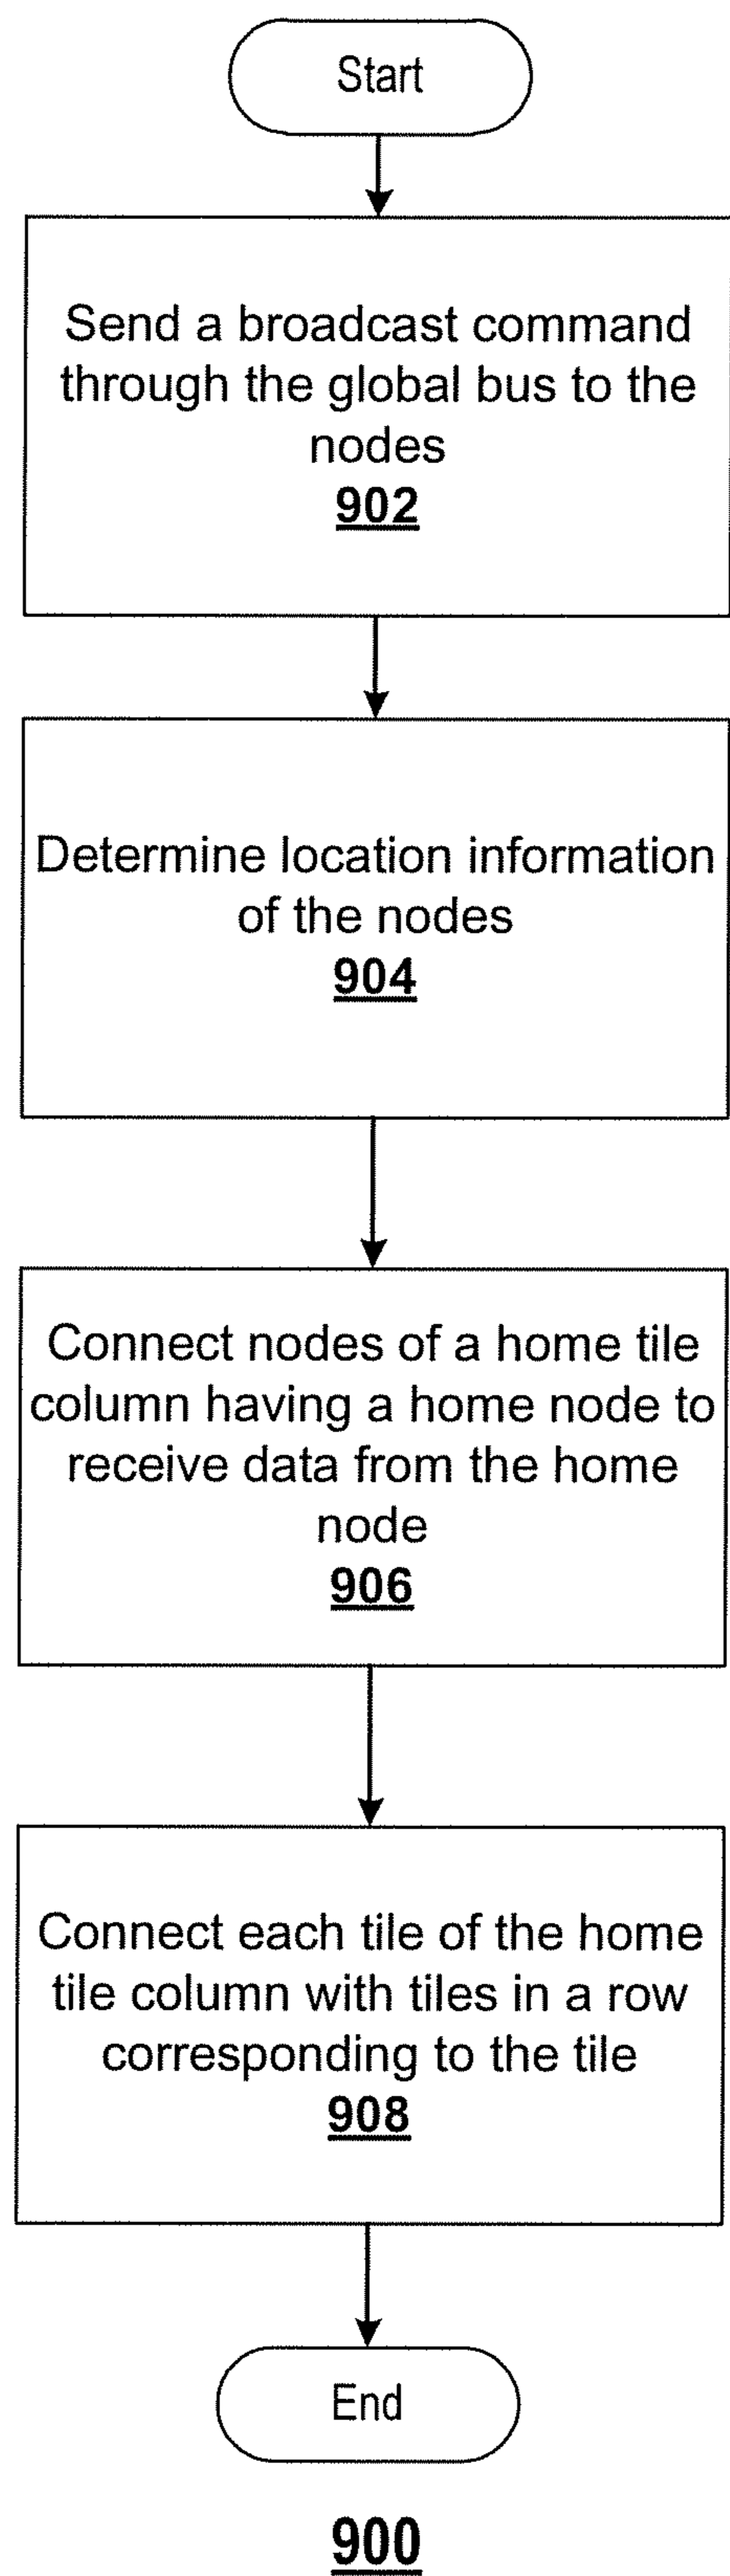 Start
Send a broadcast command
through the global bus to the
nodes
902
Determine location information
of the nodes
904
Connect nodes of a home tile
column having a home node to
receive data from the home
node
906
Connect each tile of the home
tile column with tiles in a row
corresponding to the tile
908
End
900